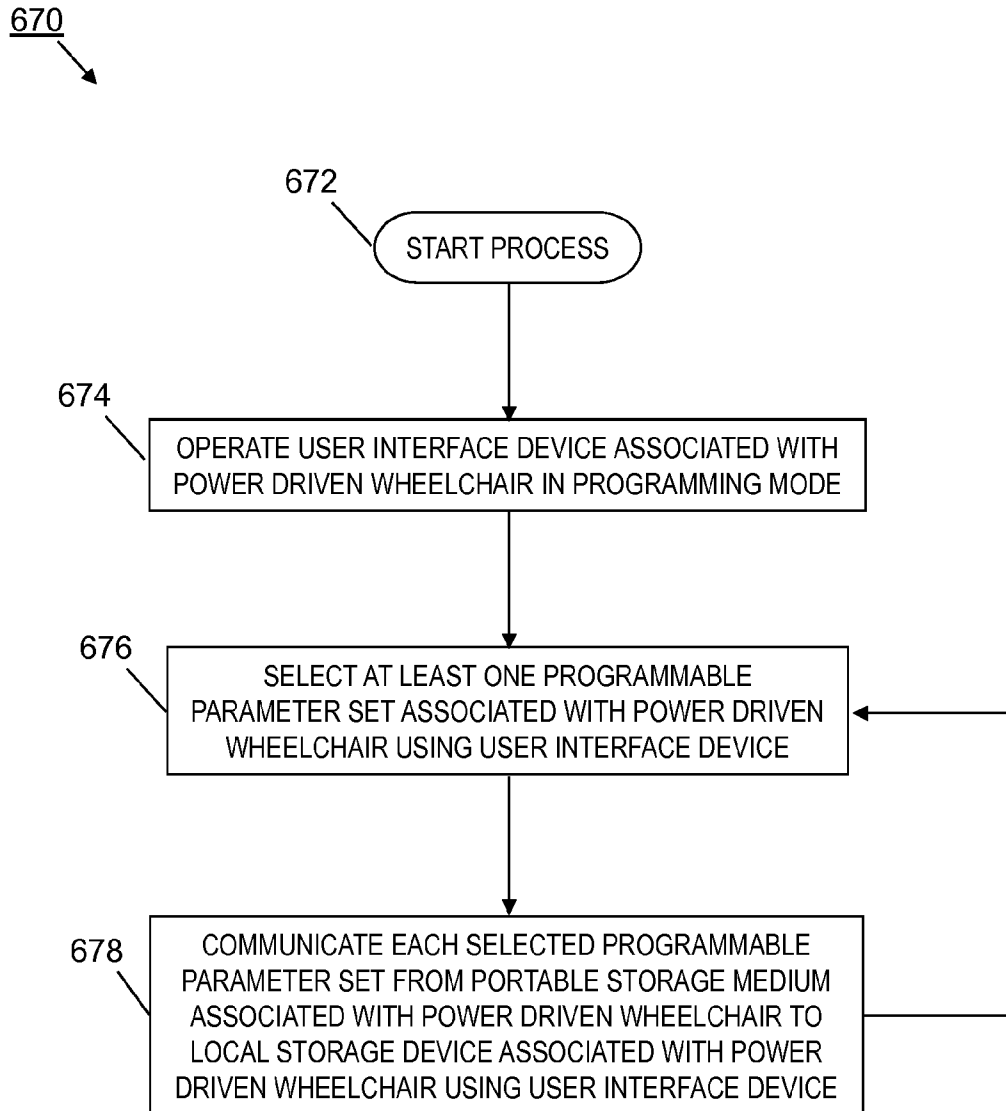 670
672
START PROCESS
674
OPERATE USER INTERFACE DEVICE ASSOCIATED WITH
POWER DRIVEN WHEELCHAIR IN PROGRAMMING MODE
676
SELECT AT LEAST ONE PROGRAMMABLE
PARAMETER SET ASSOCIATED WITH POWER DRIVEN
WHEELCHAIR USING USER INTERFACE DEVICE
678
COMMUNICATE EACH SELECTED PROGRAMMABLE
PARAMETER SET FROM PORTABLE STORAGE MEDIUM
ASSOCIATED WITH POWER DRIVEN WHEELCHAIR TO
LOCAL STORAGE DEVICE ASSOCIATED WITH POWER
DRIVEN WHEELCHAIR USING USER INTERFACE DEVICE